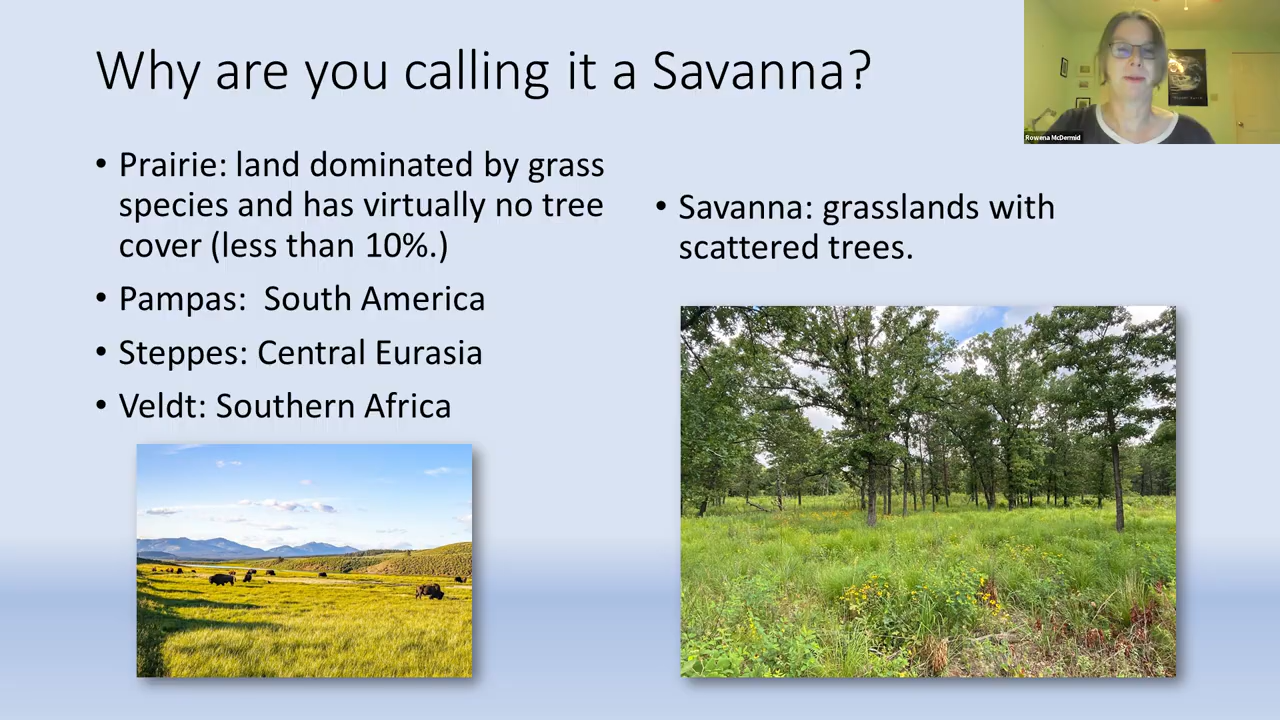 Why are you calling it a Savanna?
• Prairie: land dominated by grass
species and has virtually no tree
cover (less than 10%.)
• Pampas:  South America
• Steppes: Central Eurasia
• Veldt: Southern Africa
• Savanna: grasslands with
scattered trees.
Rowena McDermid